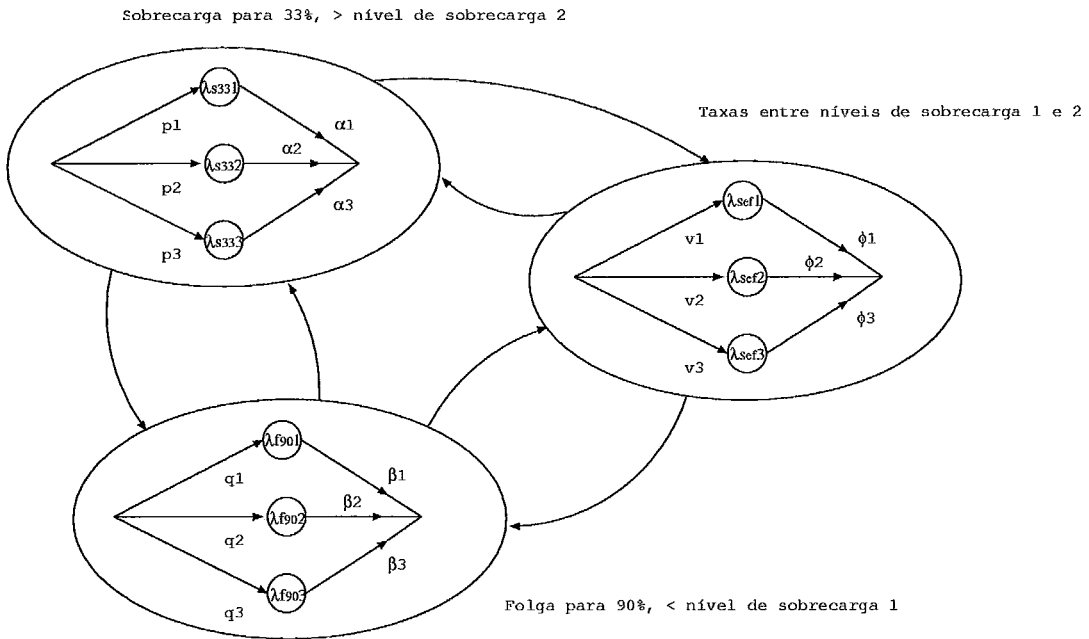 Sobrecarga para 33%, > nível de sobrecarga 2
λs331
p1
α1
λs332
α2
p2
α3
λs333
p3
Taxas entre níveis de sobrecarga 1 e 2
λsef1
v1
ϕ1
λsef2
ϕ2
v2
ϕ3
λsef3
v3
λf901
q1
β1
λf902
β2
q2
β3
λf903
q3
Folga para 90%, < nível de sobrecarga 1